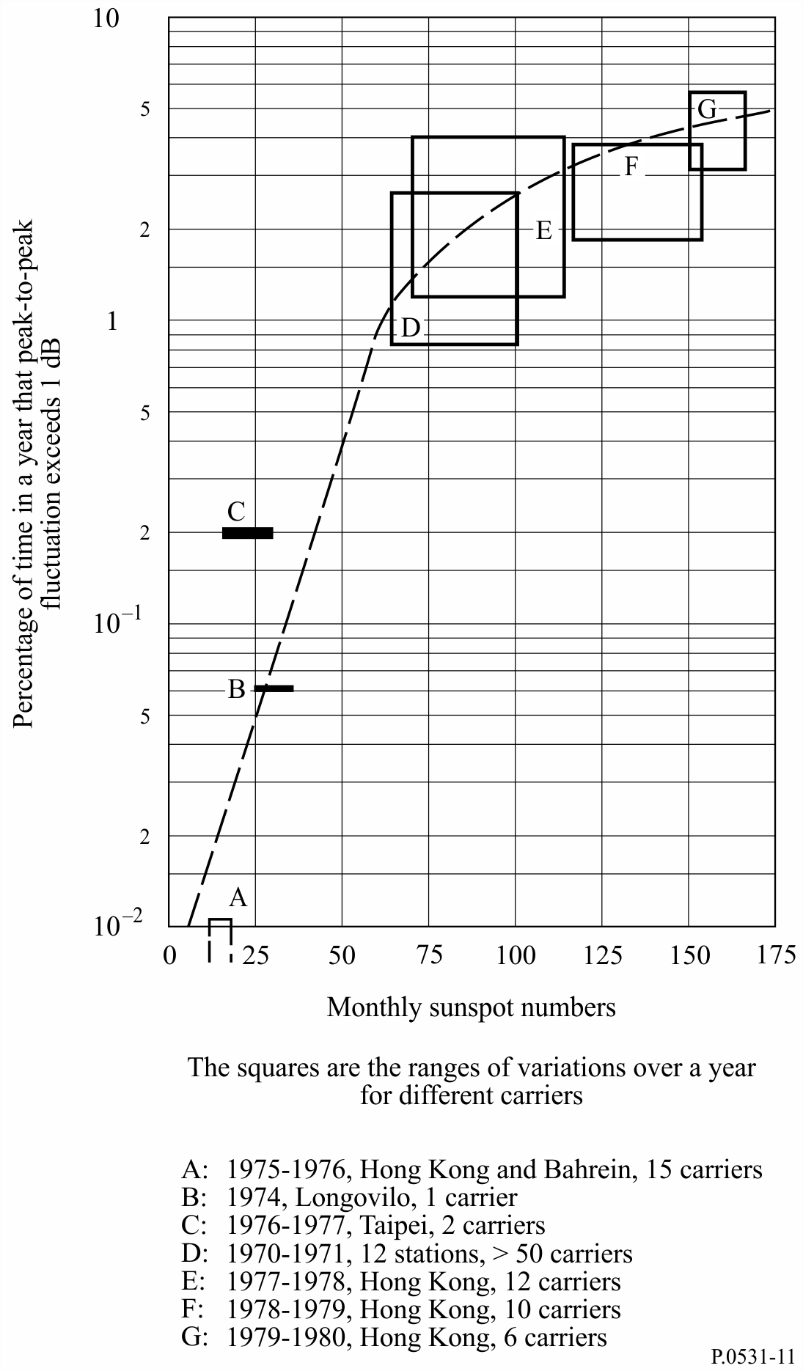 10
5
2
1
5
2
10⁻¹
5
2
10⁻²
Percentage of time in a year that peak-to-peak
fluctuation exceeds 1 dB
G
F
E
D
C
B
A
0 25 50 75 100 125 150 175
Monthly sunspot numbers
The squares are the ranges of variations over a year
for different carriers
A: 1975-1976, Hong Kong and Bahrein, 15 carriers
B: 1974, Longovilo, 1 carrier
C: 1976-1977, Taipei, 2 carriers
D: 1970-1971, 12 stations, > 50 carriers
E: 1977-1978, Hong Kong, 12 carriers
F: 1978-1979, Hong Kong, 10 carriers
G: 1979-1980, Hong Kong, 6 carriers
P.0531-11